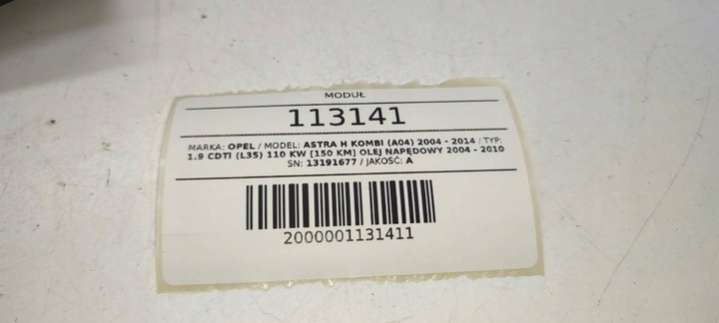 MODUŁ
113141
MARKA: OPEL / MODEL: ASTRA H KOMBI (A04) 2004 - 2014 / TYP:
1.9 CDTI (L35) 110 KW [150 KM] OLEJ NAPĘDOWY 2004 - 2010
SN: 13191677 / JAKOŚĆ: A
2000001131411